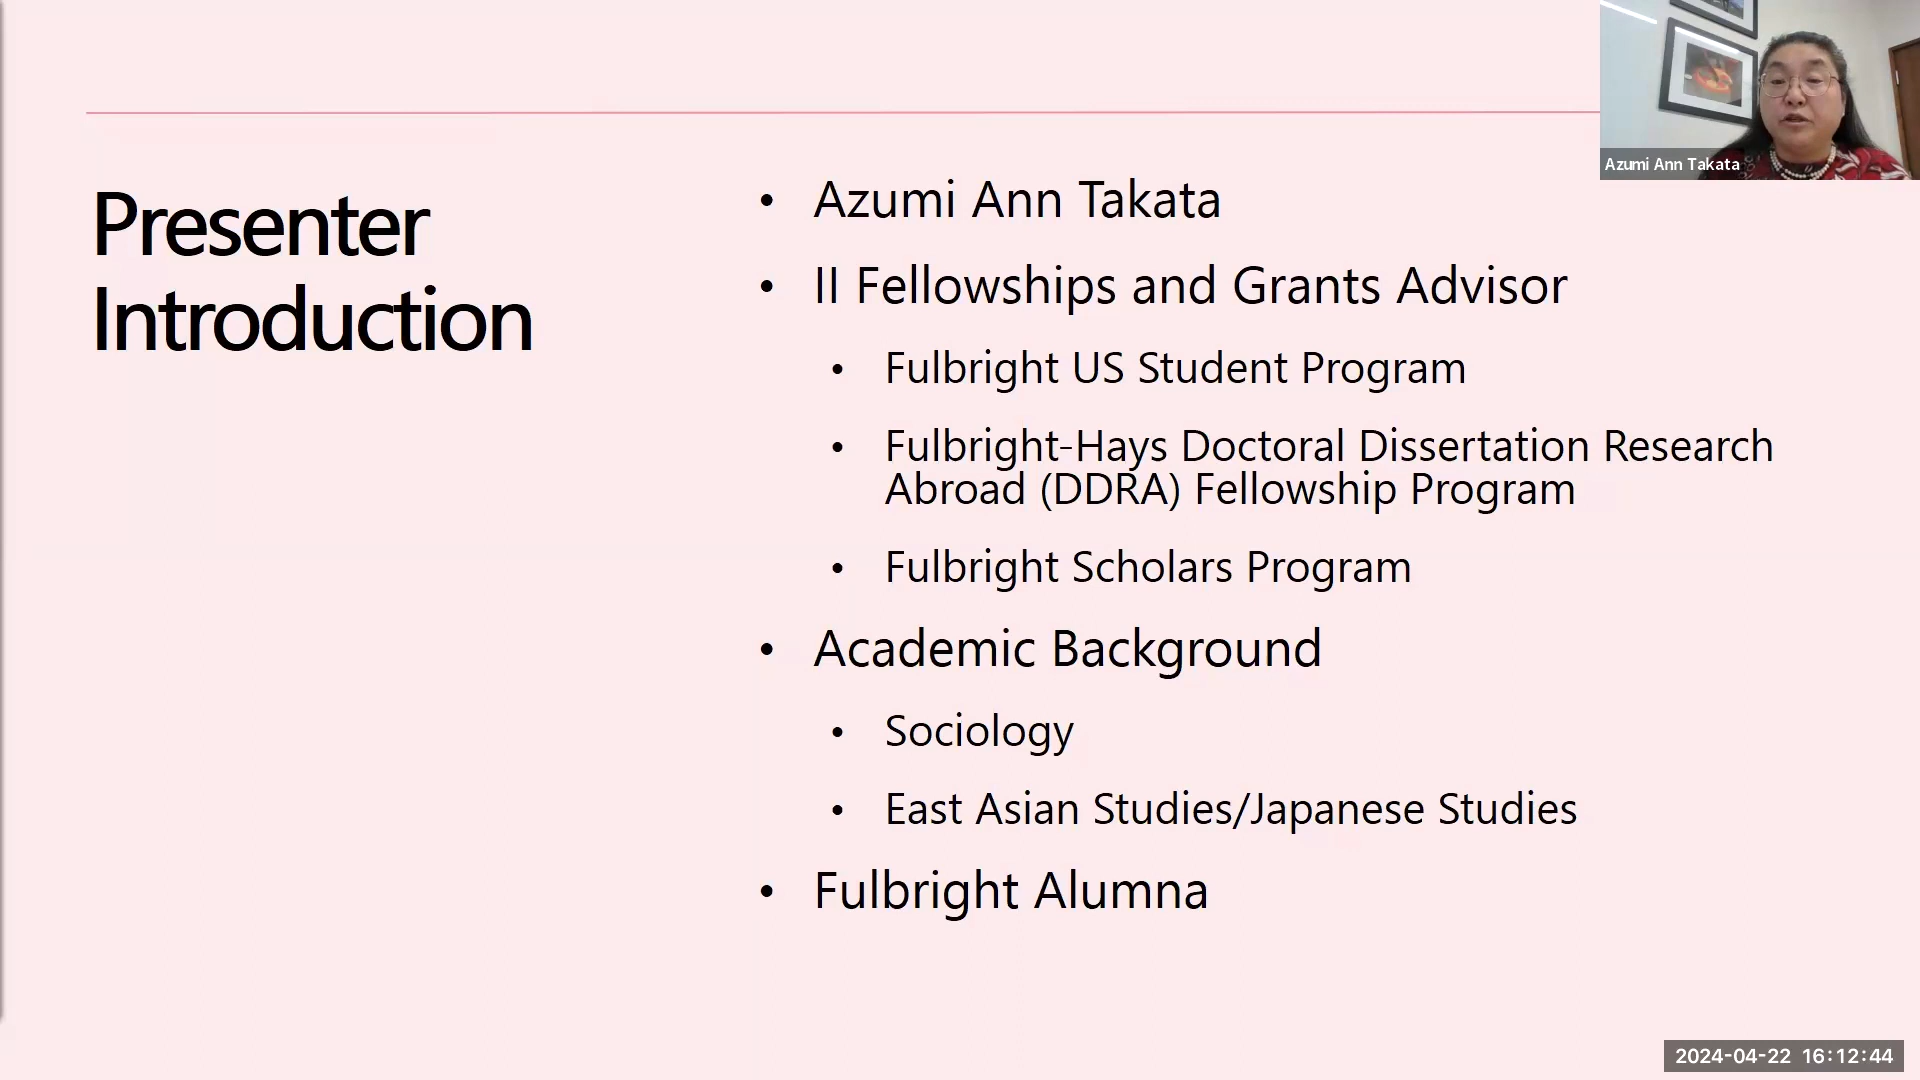 Presenter
Introduction
• Azumi Ann Takata
• II Fellowships and Grants Advisor
• Fulbright US Student Program
• Fulbright-Hays Doctoral Dissertation Research
Abroad (DDRA) Fellowship Program
• Fulbright Scholars Program
• Academic Background
• Sociology
• East Asian Studies/Japanese Studies
• Fulbright Alumna
Azumi Ann Takata
2024-04-22 16:12:44